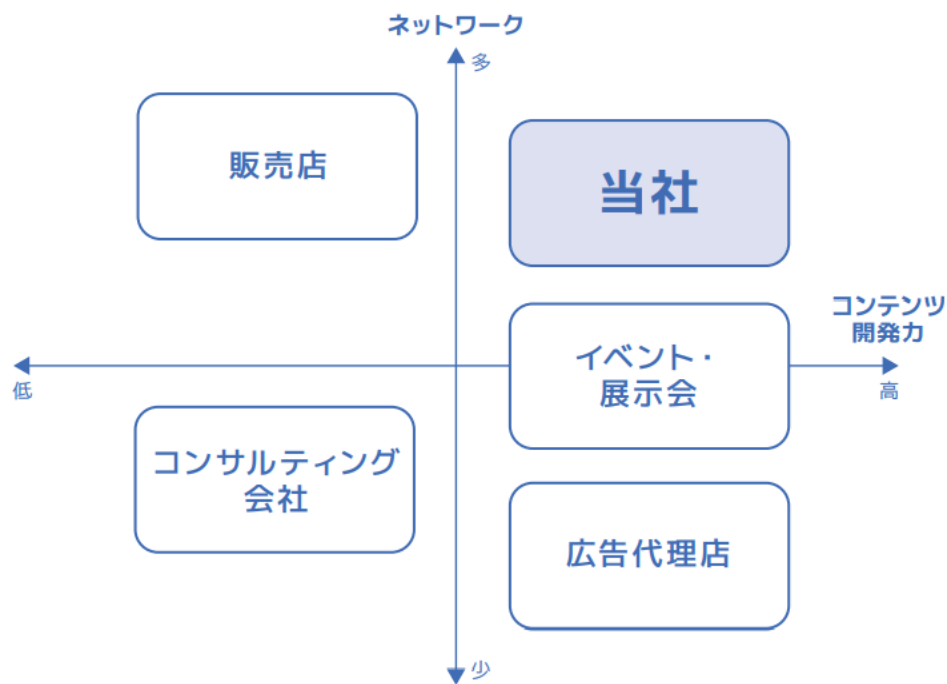 ネットワーク
多
販売店
当社
コンテンツ
開発力
イベント・
展示会
低
高
コンサルティング
会社
広告代理店
少